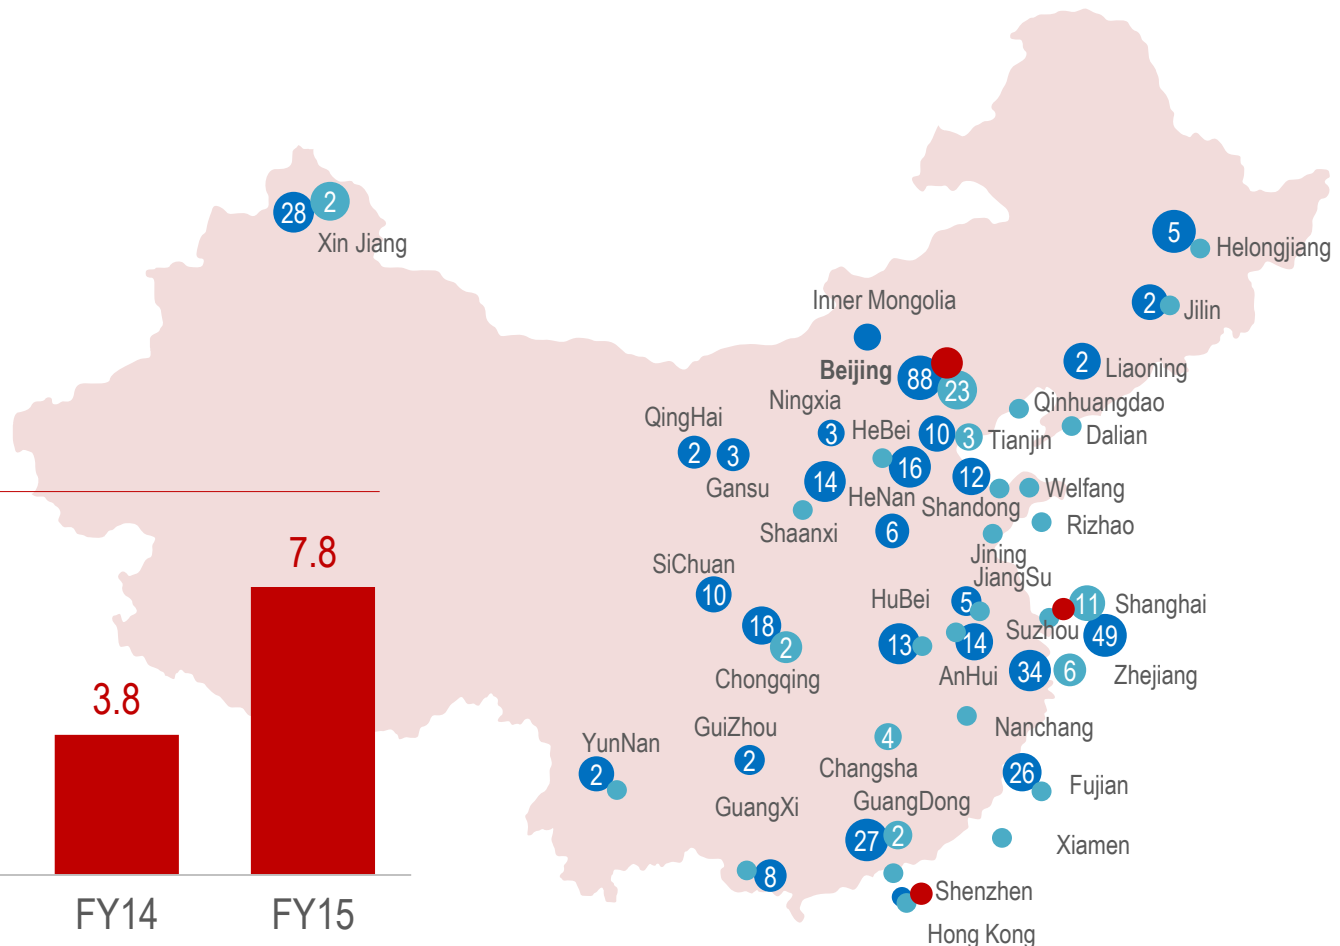 28
2
Xin Jiang
5
Helongjiang
2
Jilin
Inner Mongolia
2
Liaoning
Beijing
88
23
Qinhuangdao
Dalian
Ningxia
3
HeBei
10
3
Tianjin
QingHai
2
3
Gansu
16
14
HeNan
12
Shandong
Welfang
Rizhao
Shaanxi
6
Jining
JiangSu
5
SiChuan
10
HuBei
11
Shanghai
Suzhou
49
18
2
Chongqing
13
14
AnHui
34
6
Zhejiang
Nanchang
4
Changsha
GuiZhou
2
YunNan
2
26
Fujian
GuangXi
GuangDong
27
2
Xiamen
8
Shenzhen
Hong Kong
3.8
7.8
FY14
FY15